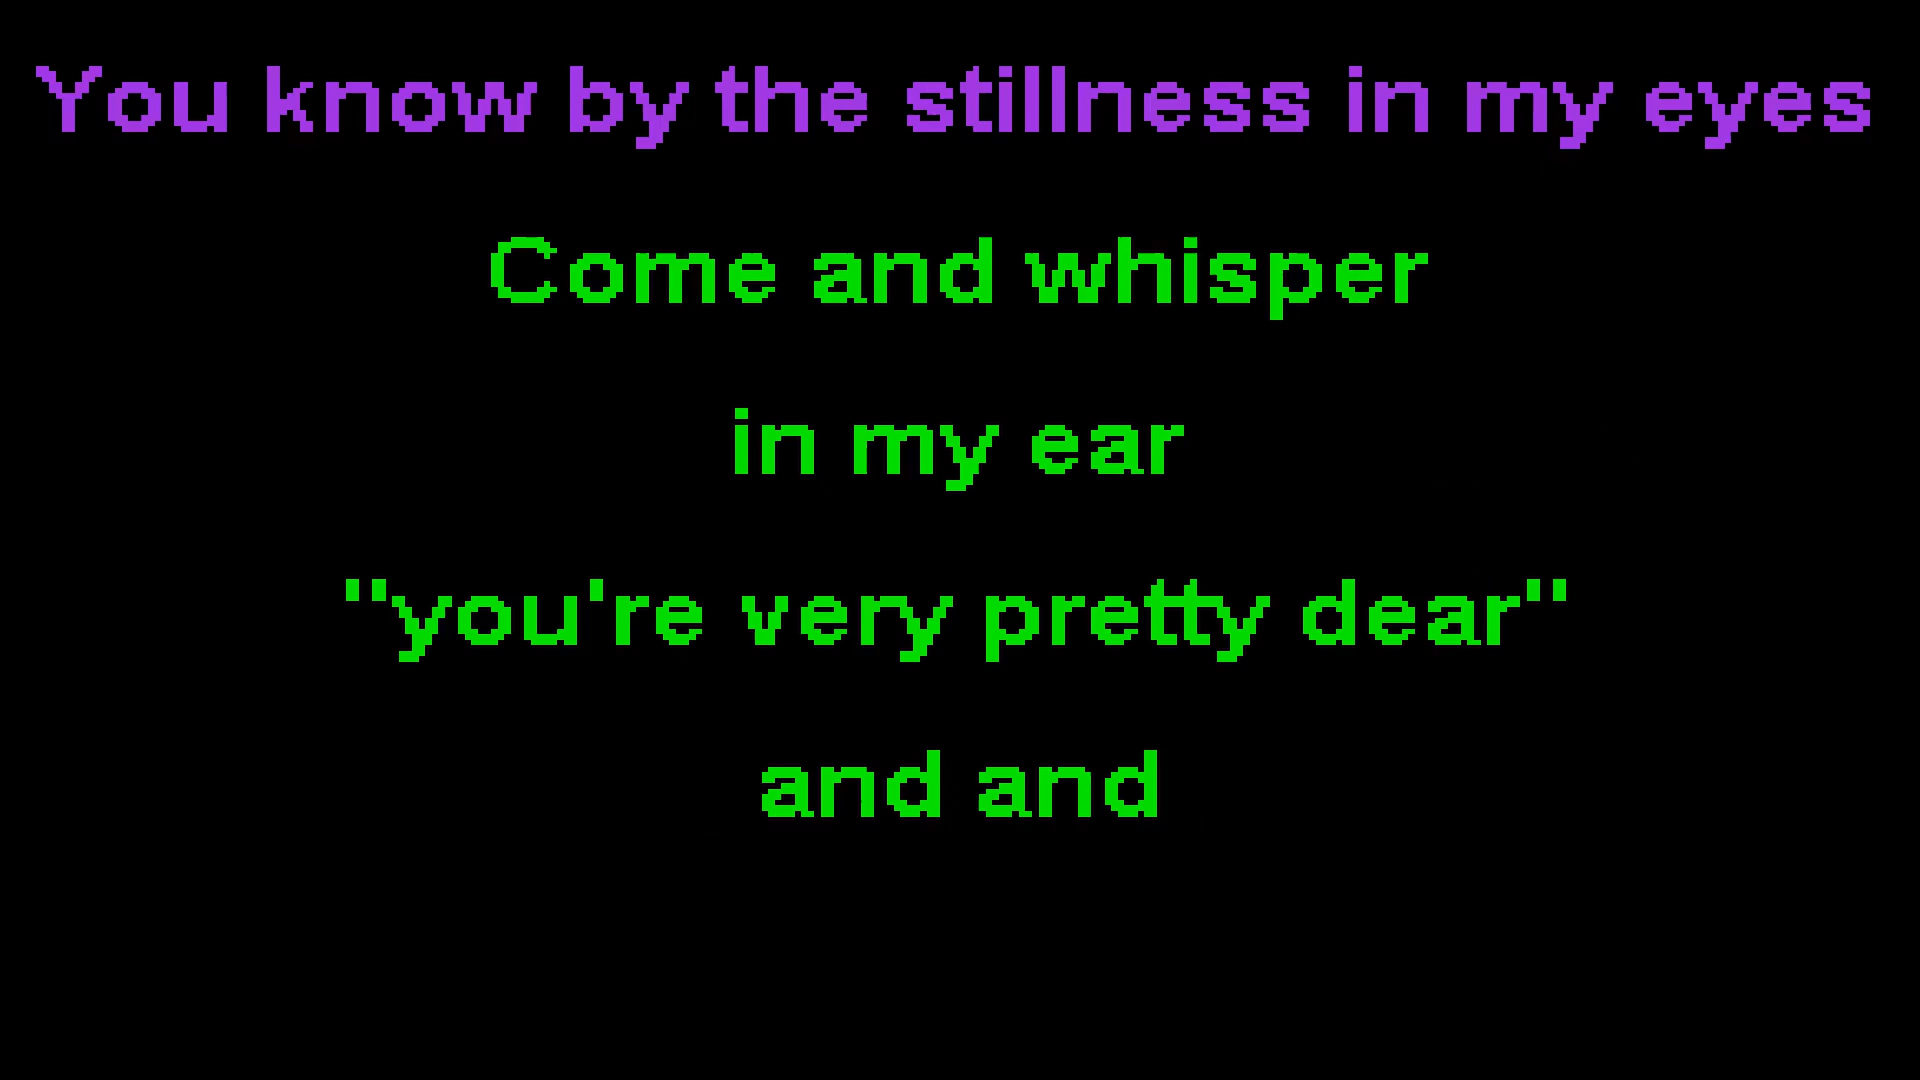 You know by the stillness in my eyes
Come and whisper
in my ear
"you're very pretty dear"
and and